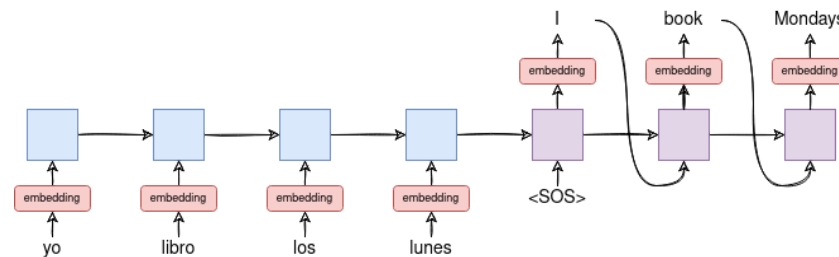 I book Mondays
embedding embedding embedding
embedding embedding embedding embedding <SOS>
yo libro los lunes